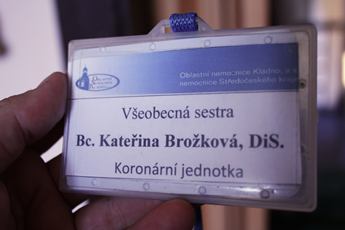 Oblastní nemocnice Kladno, a.s.
nemocnice Středočeského kraje
Všeobecná sestra
Bc. Kateřina Brožková, DiS.
Koronární jednotka